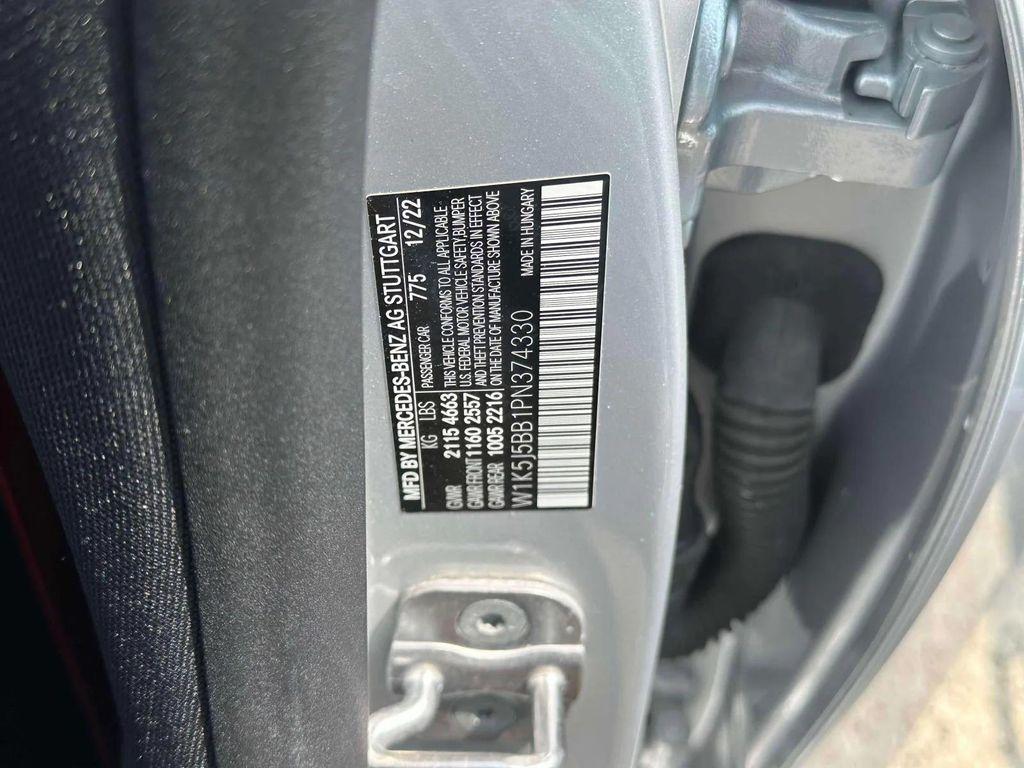 MFD BY MERCEDES-BENZ AG STUTTGART
KG LBS PASSENGER CAR 775 12/22
GVWR 2115 4663 THIS VEHICLE CONFORMS TO ALL APPLICABLE
GAWR FRONT 1160 2557 U.S. FEDERAL MOTOR VEHICLE SAFETY,BUMPER
GAWR REAR 1005 2216 AND THEFT PREVENTION STANDARDS IN EFFECT
ON THE DATE OF MANUFACTURE SHOWN ABOVE
W1K5J5BB1PN374330
MADE IN HUNGARY